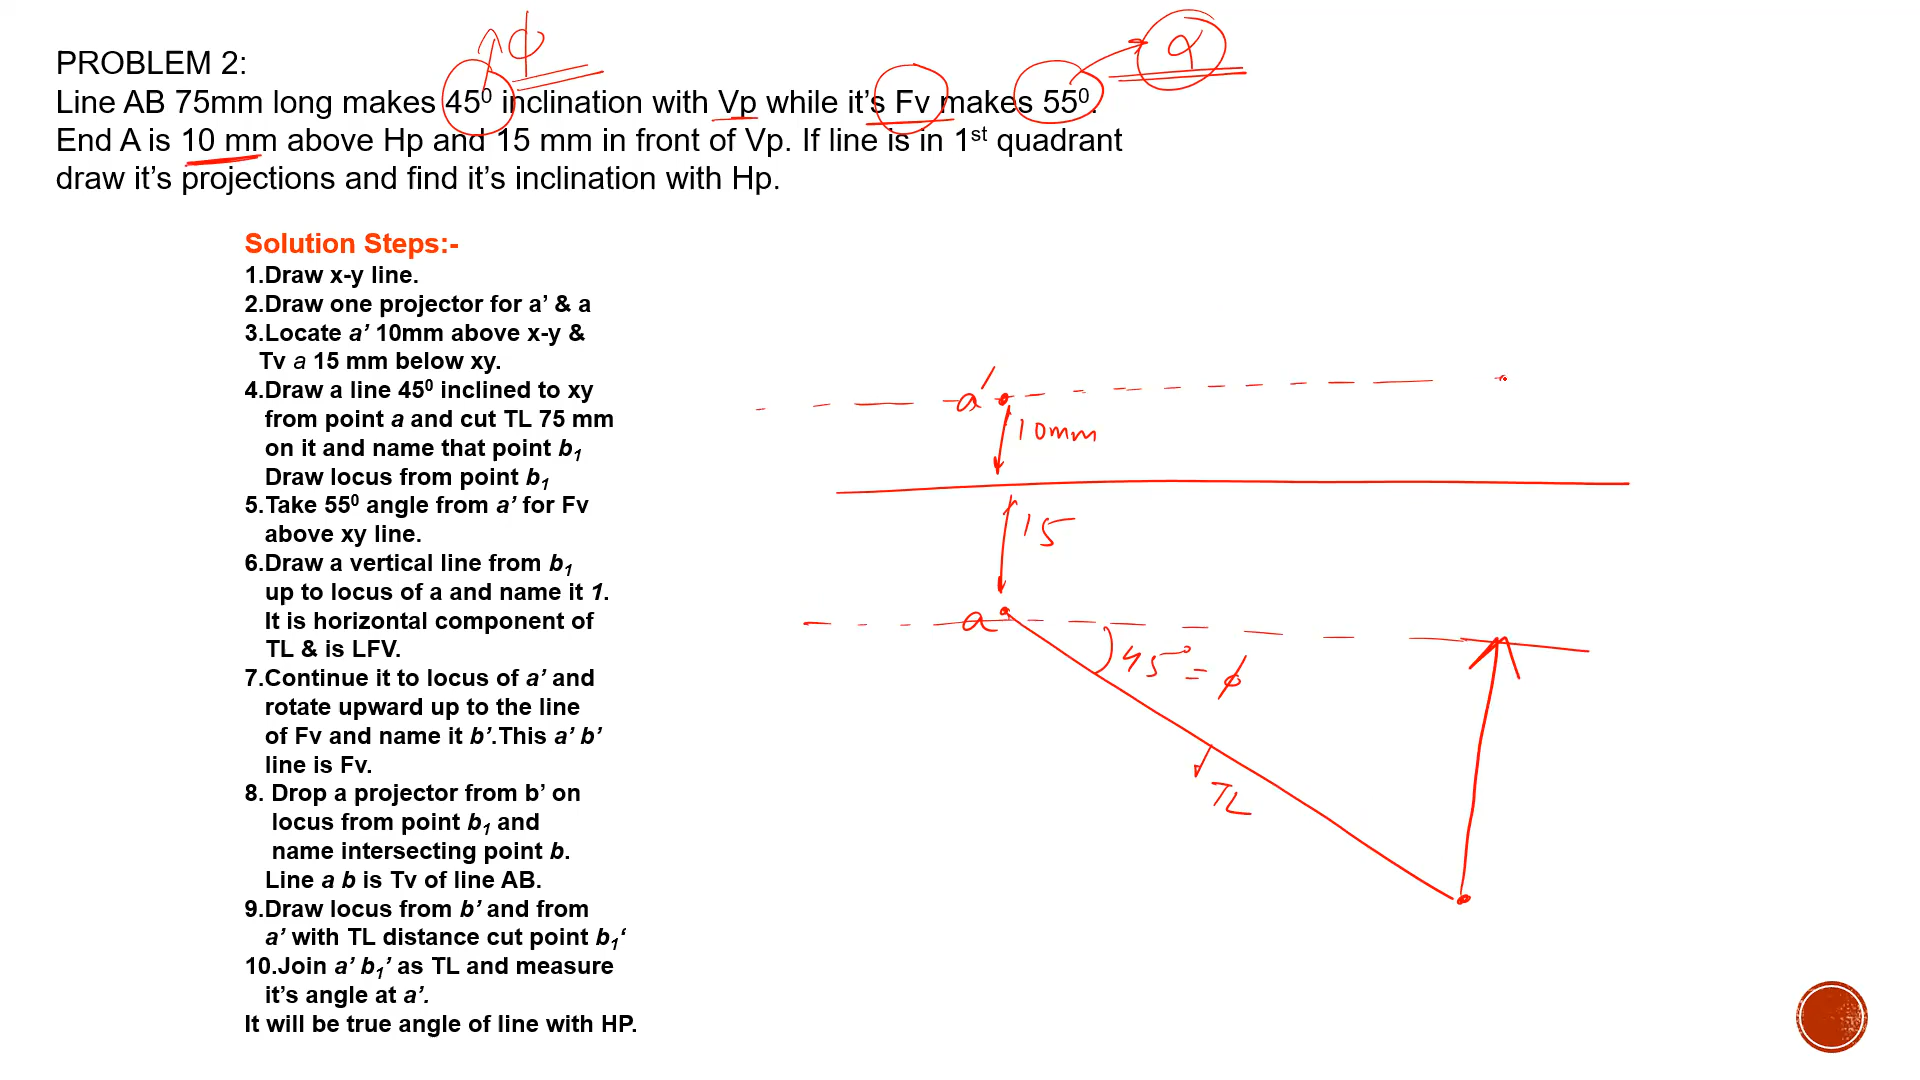 ϕ
α
PROBLEM 2:
Line AB 75mm long makes 45⁰ inclination with Vp while it’s Fv makes 55⁰.
End A is 10 mm above Hp and 15 mm in front of Vp. If line is in 1st quadrant
draw it’s projections and find it’s inclination with Hp.
Solution Steps:-
1.Draw x-y line.
2.Draw one projector for a’ & a
3.Locate a’ 10mm above x-y &
Tv a 15 mm below xy.
4.Draw a line 45⁰ inclined to xy
from point a and cut TL 75 mm
on it and name that point b₁
Draw locus from point b₁
5.Take 55⁰ angle from a’ for Fv
above xy line.
6.Draw a vertical line from b₁
up to locus of a and name it 1.
It is horizontal component of
TL & is LFV.
7.Continue it to locus of a’ and
rotate upward up to the line
of Fv and name it b’.This a’ b’
line is Fv.
8. Drop a projector from b’ on
locus from point b₁ and
name intersecting point b.
Line a b is Tv of line AB.
9.Draw locus from b’ and from
a’ with TL distance cut point b₁‘
10.Join a’ b₁’ as TL and measure
it’s angle at a’.
It will be true angle of line with HP.
a′
10mm
15
a
45° = ϕ
TL